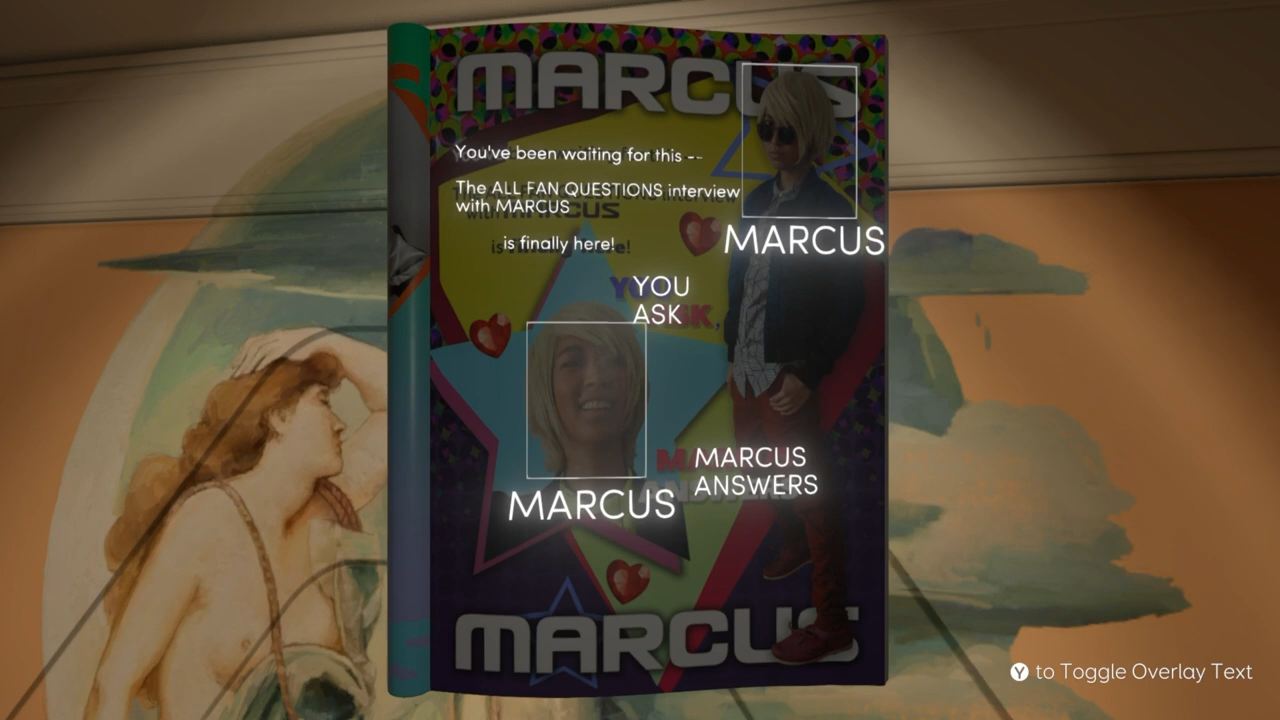 MARCUS
You've been waiting for this --
The ALL FAN QUESTIONS interview
with MARCUS
is finally here!
MARCUS
YOU
ASK
MARCUS
ANSWERS
MARCUS
MARCUS
Y to Toggle Overlay Text